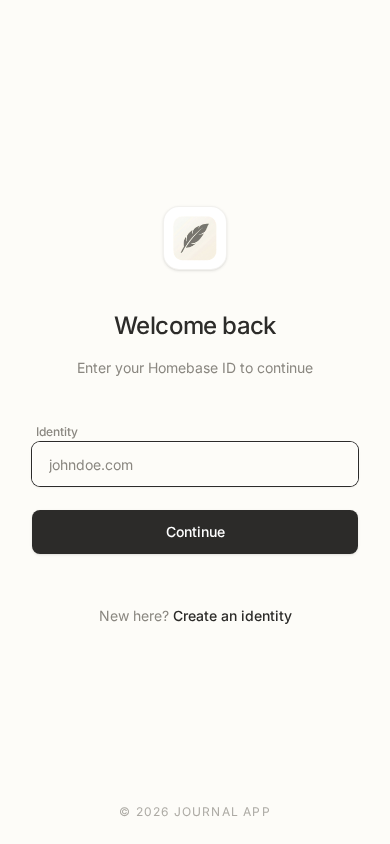 Welcome back
Enter your Homebase ID to continue
Identity
johndoe.com
Continue
New here? Create an identity
© 2026 JOURNAL APP